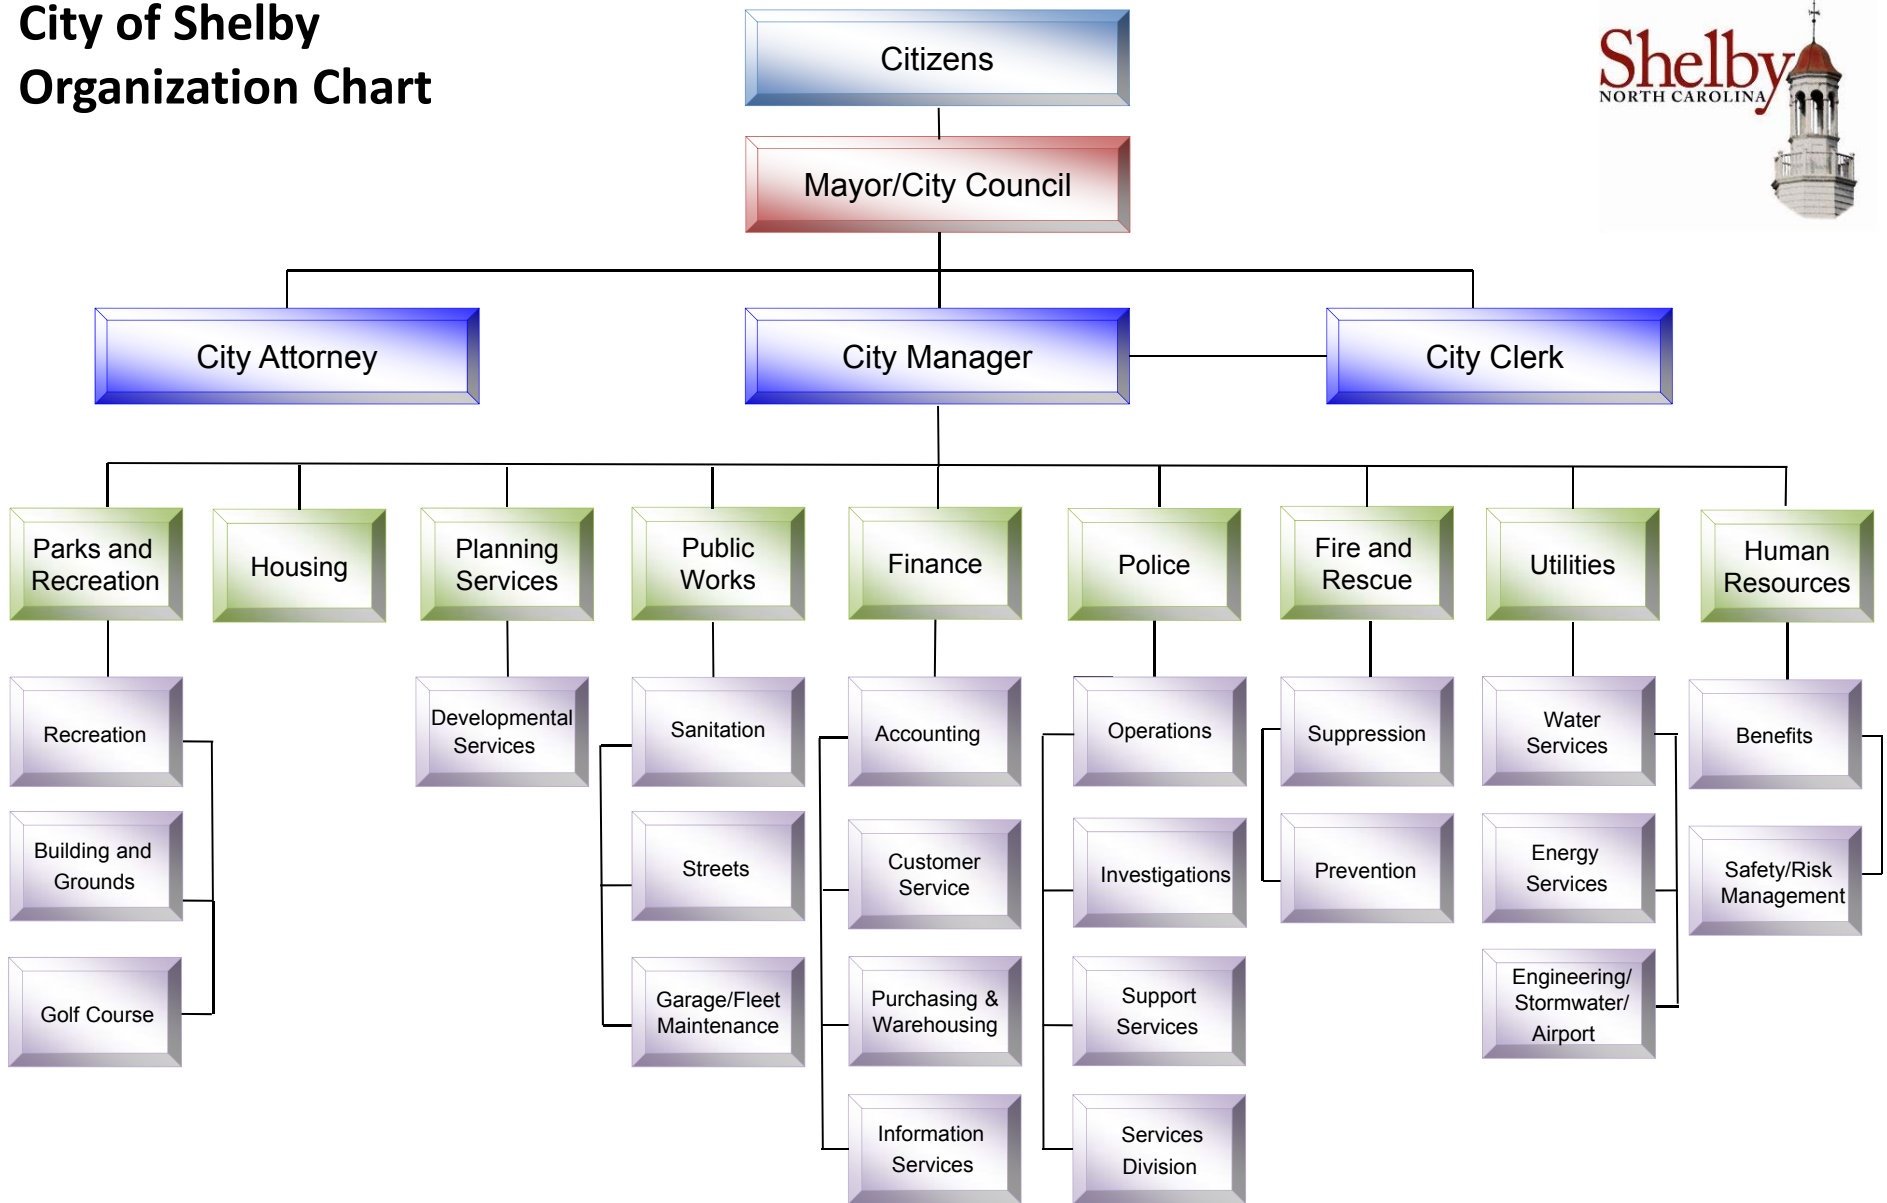 City of Shelby
Organization Chart
Citizens
Shelby
NORTH CAROLINA
Mayor/City Council
City Attorney
City Manager
City Clerk
Parks and
Recreation
Housing
Planning
Services
Public
Works
Finance
Police
Fire and
Rescue
Utilities
Human
Resources
Recreation
Building and
Grounds
Golf Course
Developmental
Services
Sanitation
Streets
Garage/Fleet
Maintenance
Accounting
Customer
Service
Purchasing &
Warehousing
Information
Services
Operations
Investigations
Support
Services
Services
Division
Suppression
Prevention
Water
Services
Energy
Services
Engineering/
Stormwater/
Airport
Benefits
Safety/Risk
Management